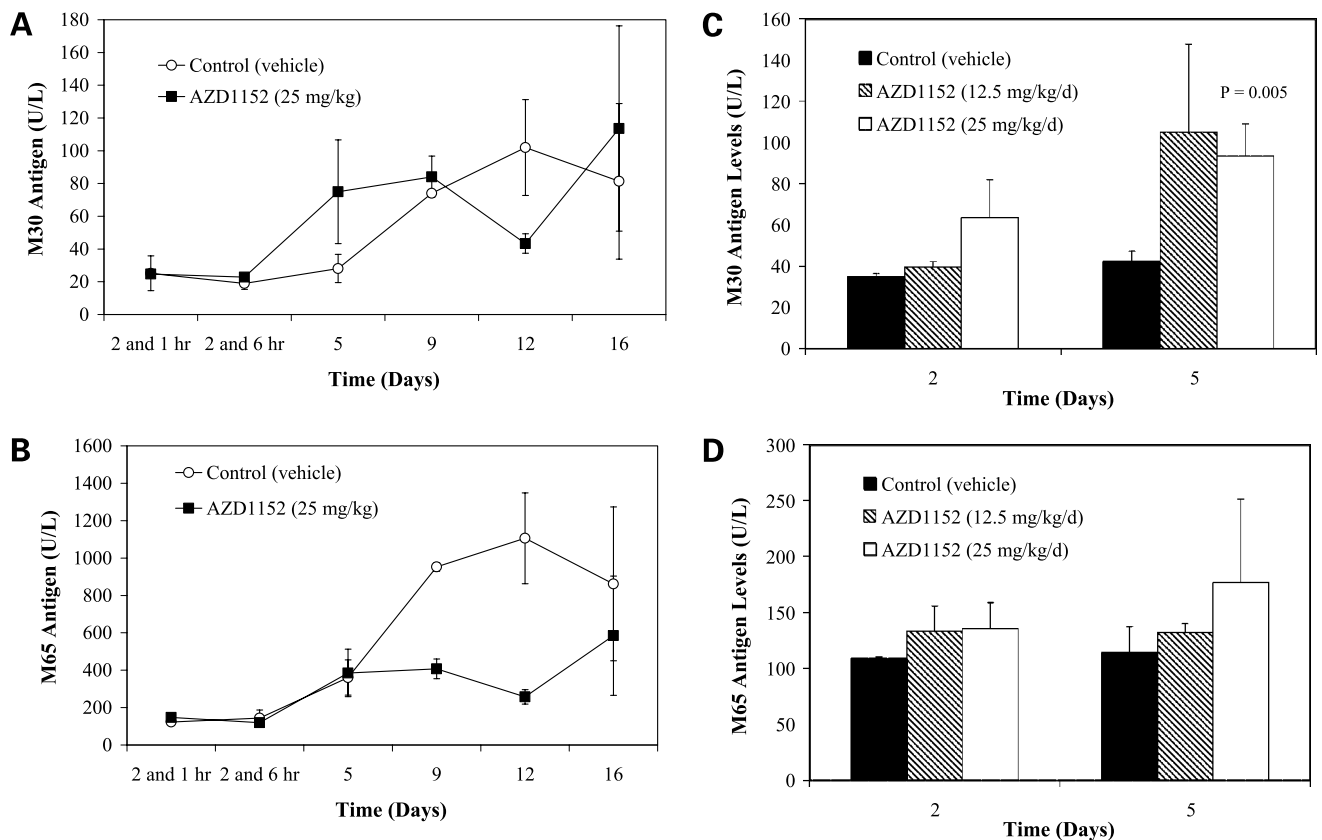 A
180
160
140
120
100
80
60
40
20
0
M30 Antigen (U/L)
Control (vehicle)
AZD1152 (25 mg/kg)
2 and 1 hr 2 and 6 hr 5 9 12 16
Time (Days)
C
160
140
120
100
80
60
40
20
0
M30 Antigen Levels (U/L)
Control (vehicle)
AZD1152 (12.5 mg/kg/d)
AZD1152 (25 mg/kg/d)
P = 0.005
2 5
Time (Days)
B
1600
1400
1200
1000
800
600
400
200
0
M65 Antigen (U/L)
Control (vehicle)
AZD1152 (25 mg/kg)
2 and 1 hr 2 and 6 hr 5 9 12 16
Time (Days)
D
300
250
200
150
100
50
0
M65 Antigen Levels (U/L)
Control (vehicle)
AZD1152 (12.5 mg/kg/d)
AZD1152 (25 mg/kg/d)
2 5
Time (Days)